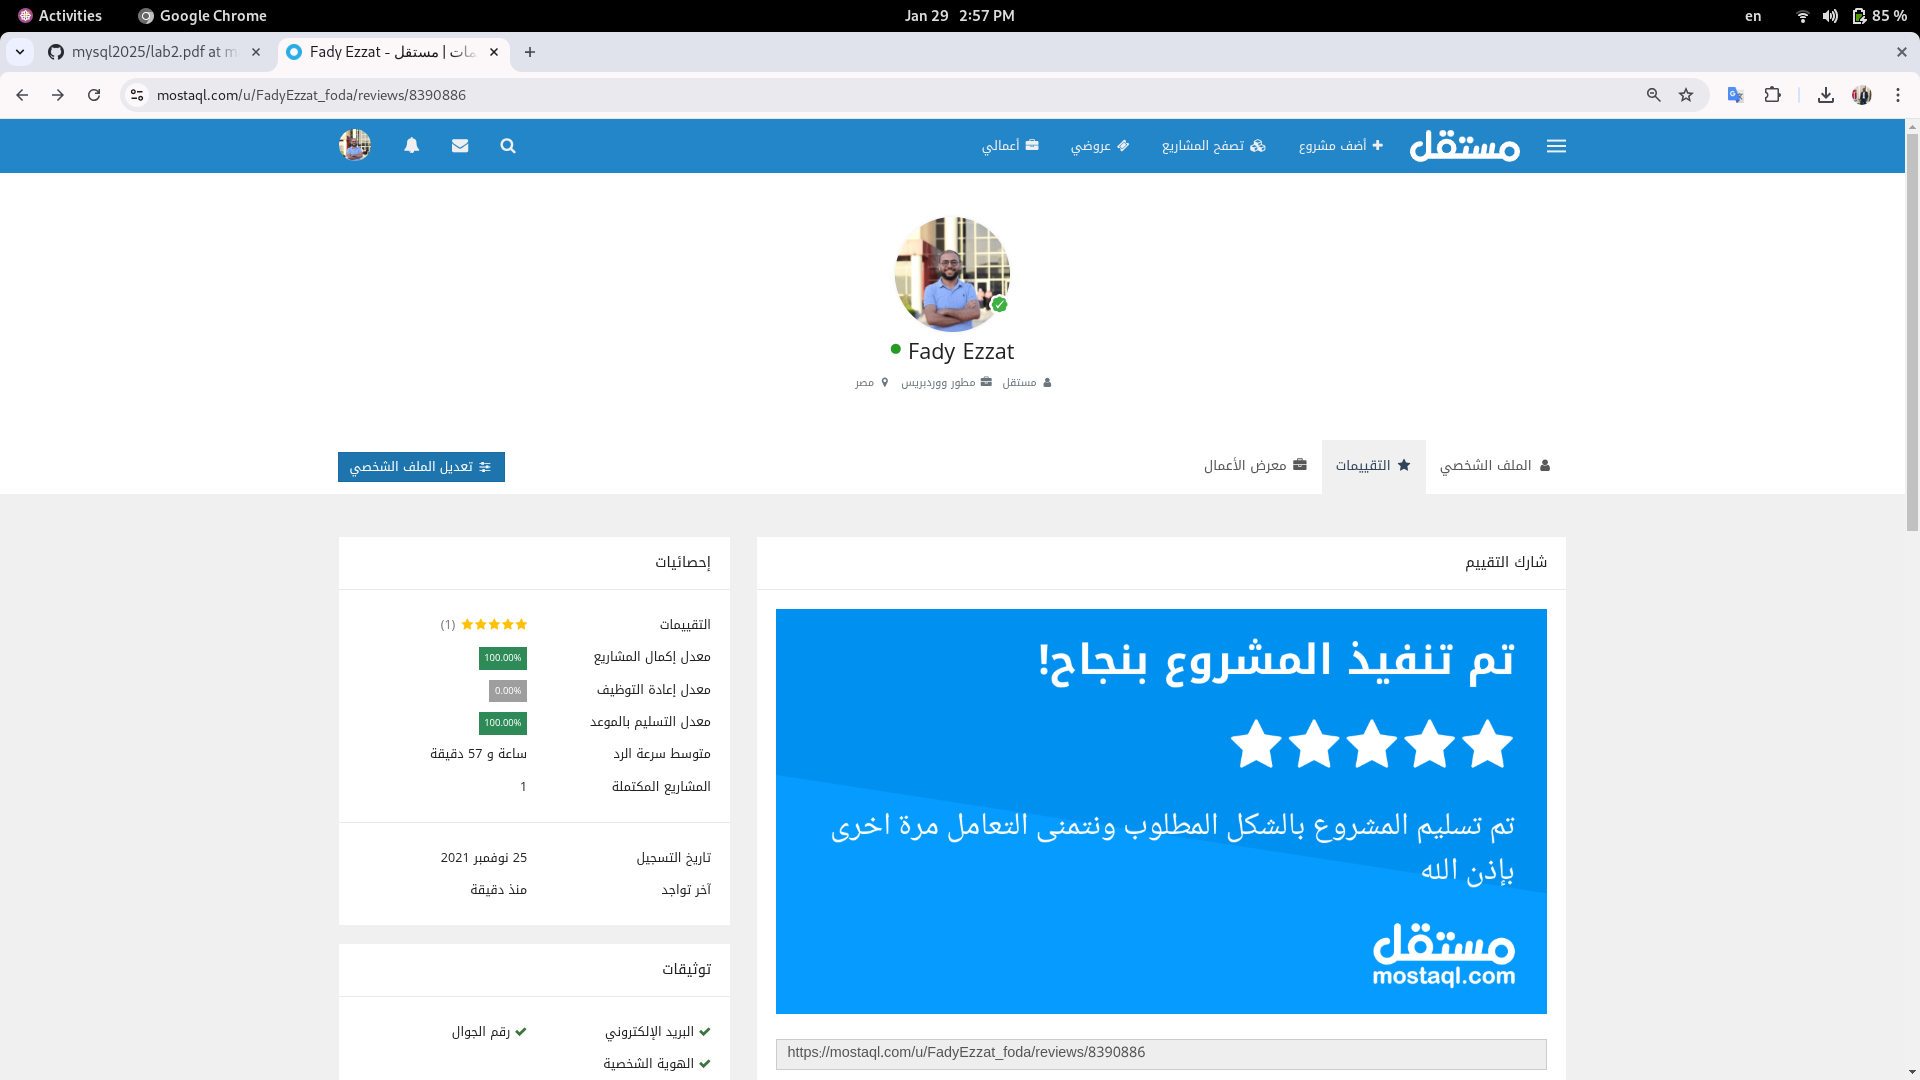 Activities
Google Chrome
Jan 29 2:57 PM
en
85 %
mysql2025/lab2.pdf at m
Fady Ezzat - مات | مستقل
mostaql.com/u/FadyEzzat_foda/reviews/8390886
مستقل
أضف مشروع
تصفح المشاريع
عروضي
أعمالي
Fady Ezzat
مستقل
مطور ووردبريس
مصر
الملف الشخصي
التقييمات
معرض الأعمال
تعديل الملف الشخصي
شارك التقييم
تم تنفيذ المشروع بنجاح!
تم تسليم المشروع بالشكل المطلوب ونتمنى التعامل مرة اخرى
بإذن الله
مستقل
mostaql.com
https://mostaql.com/u/FadyEzzat_foda/reviews/8390886
إحصائيات
التقييمات (1)
معدل إكمال المشاريع 100.00%
معدل إعادة التوظيف 0.00%
معدل التسليم بالموعد 100.00%
متوسط سرعة الرد ساعة و 57 دقيقة
المشاريع المكتملة 1
تاريخ التسجيل 25 نوفمبر 2021
آخر تواجد منذ دقيقة
توثيقات
البريد الإلكتروني رقم الجوال
الهوية الشخصية